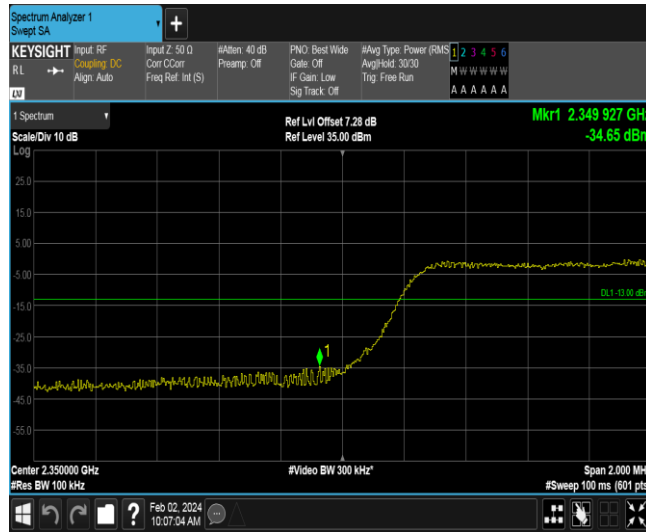 Spectrum Analyzer 1
Swept SA
KEYSIGHT
RL
LXI
Input: RF
Coupling: DC
Align: Auto
Input Z: 50 Ω
Corr CCorr
Freq Ref: Int (S)
#Atten: 40 dB
Preamp: Off
PNO: Best Wide
Gate: Off
IF Gain: Low
Sig Track: Off
#Avg Type: Power (RMS
Avg|Hold: 30/30
Trig: Free Run
1 2 3 4 5 6
M W W W W W
A A A A A A
1 Spectrum
Scale/Div 10 dB
Log
Ref Lvl Offset 7.28 dB
Ref Level 35.00 dBm
Mkr1 2.349 927 GHz
-34.65 dBm
25.0
15.0
5.00
-5.00
-15.0
-25.0
-35.0
-45.0
-55.0
DL1 -13.00 dBm
1
Center 2.350000 GHz
#Res BW 100 kHz
#Video BW 300 kHz*
Span 2.000 MH
#Sweep 100 ms (601 pts
?
Feb 02, 2024
10:07:04 AM